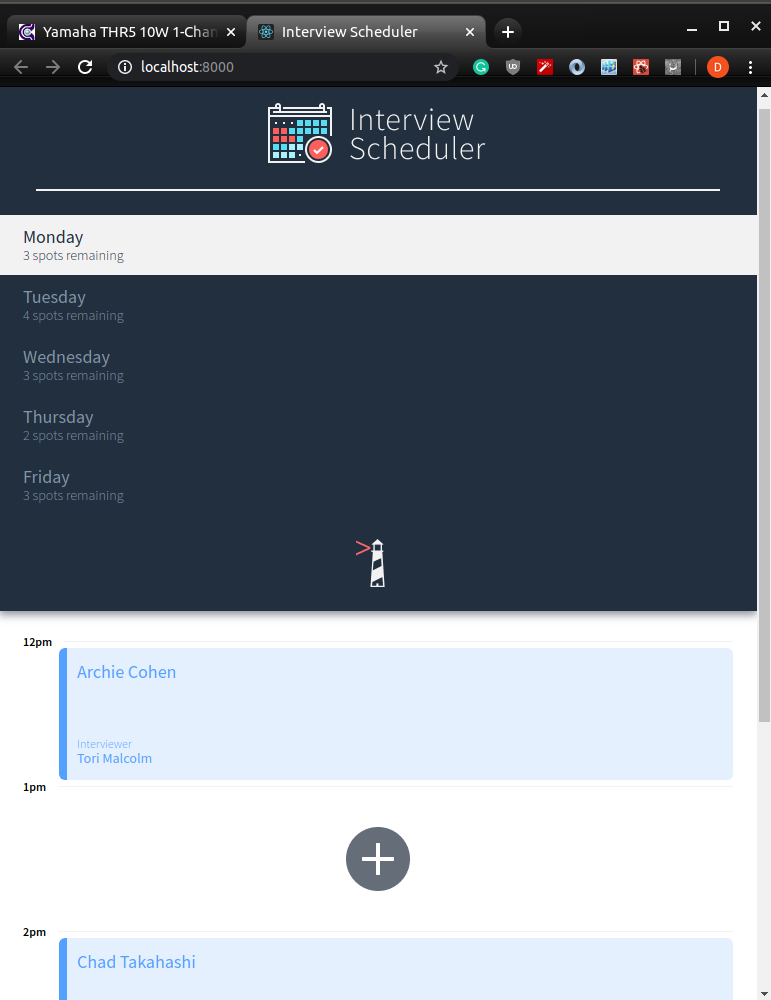 Yamaha THR5 10W 1-Chan
Interview Scheduler
localhost:8000
D
Interview
Scheduler
Monday
3 spots remaining
Tuesday
4 spots remaining
Wednesday
3 spots remaining
Thursday
2 spots remaining
Friday
3 spots remaining
12pm
Archie Cohen
Interviewer
Tori Malcolm
1pm
2pm
Chad Takahashi